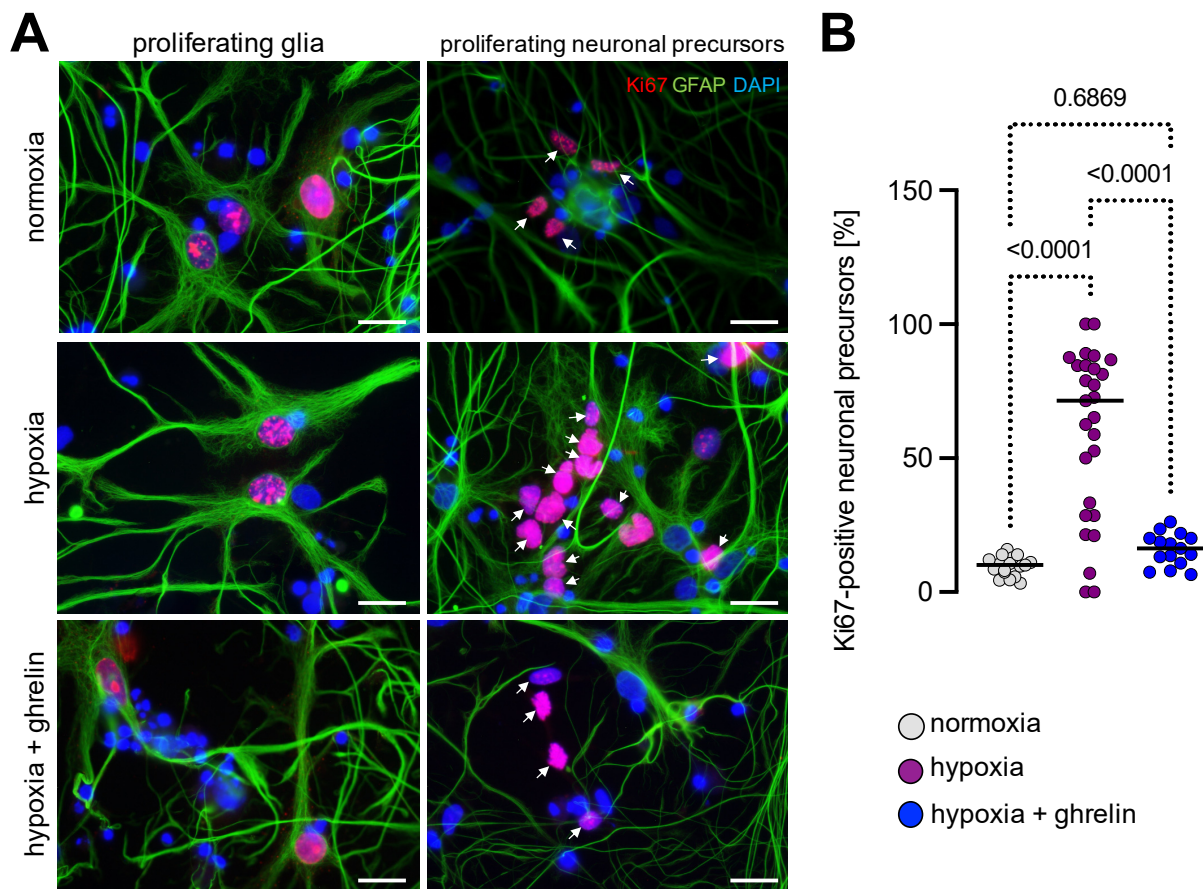 A
proliferating glia
proliferating neuronal precursors
Ki67 GFAP DAPI
normoxia
hypoxia
hypoxia + ghrelin
B
0.6869
<0.0001
<0.0001
Ki67-positive neuronal precursors [%]
150
100
50
0
normoxia
hypoxia
hypoxia + ghrelin